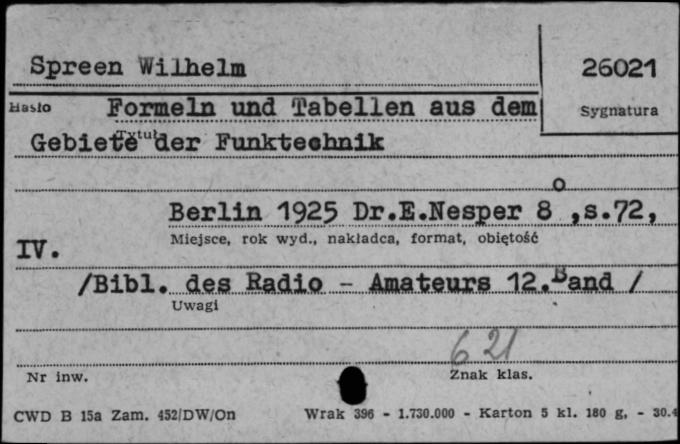 Spreen Wilhelm
26021
Hasło
Formeln und Tabellen aus dem
Sygnatura
Tytuł
Gebiete der Funktechnik
Berlin 1925 Dr.E.Nesper 8°,s.72,
Miejsce, rok wyd., nakładca, format, objętość
IV.
/Bibl. des Radio - Amateurs 12.Band /
Uwagi
621
Nr inw.
Znak klas.
CWD B 15a Zam. 452/DW/On
Wrak 396 - 1.730.000 - Karton 5 kl. 180 g, - 30.4